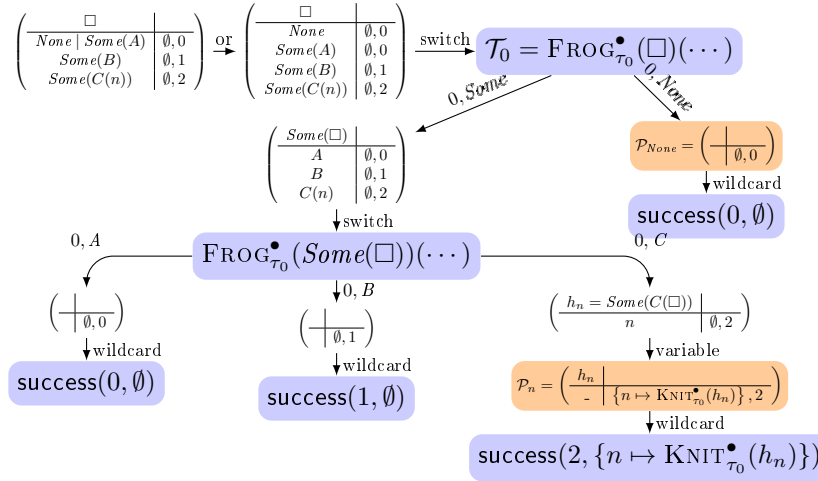 □
None | Some(A) ∅, 0
Some(B) ∅, 1
Some(C(n)) ∅, 2
or
□
None ∅, 0
Some(A) ∅, 0
Some(B) ∅, 1
Some(C(n)) ∅, 2
switch
𝒯₀ = FROG•τ₀(□)(⋯)
0, Some
0, None
Some(□)
A ∅, 0
B ∅, 1
C(n) ∅, 2
𝒫None = ( ∅, 0 )
wildcard
success(0, ∅)
switch
FROG•τ₀(Some(□))(⋯)
0, A
0, B
0, C
∅, 0
wildcard
success(0, ∅)
∅, 1
wildcard
success(1, ∅)
hₙ = Some(C(□))
n ∅, 2
variable
𝒫ₙ = ( hₙ
_ {n ↦ KNIT•τ₀(hₙ)}, 2 )
wildcard
success(2, {n ↦ KNIT•τ₀(hₙ)})